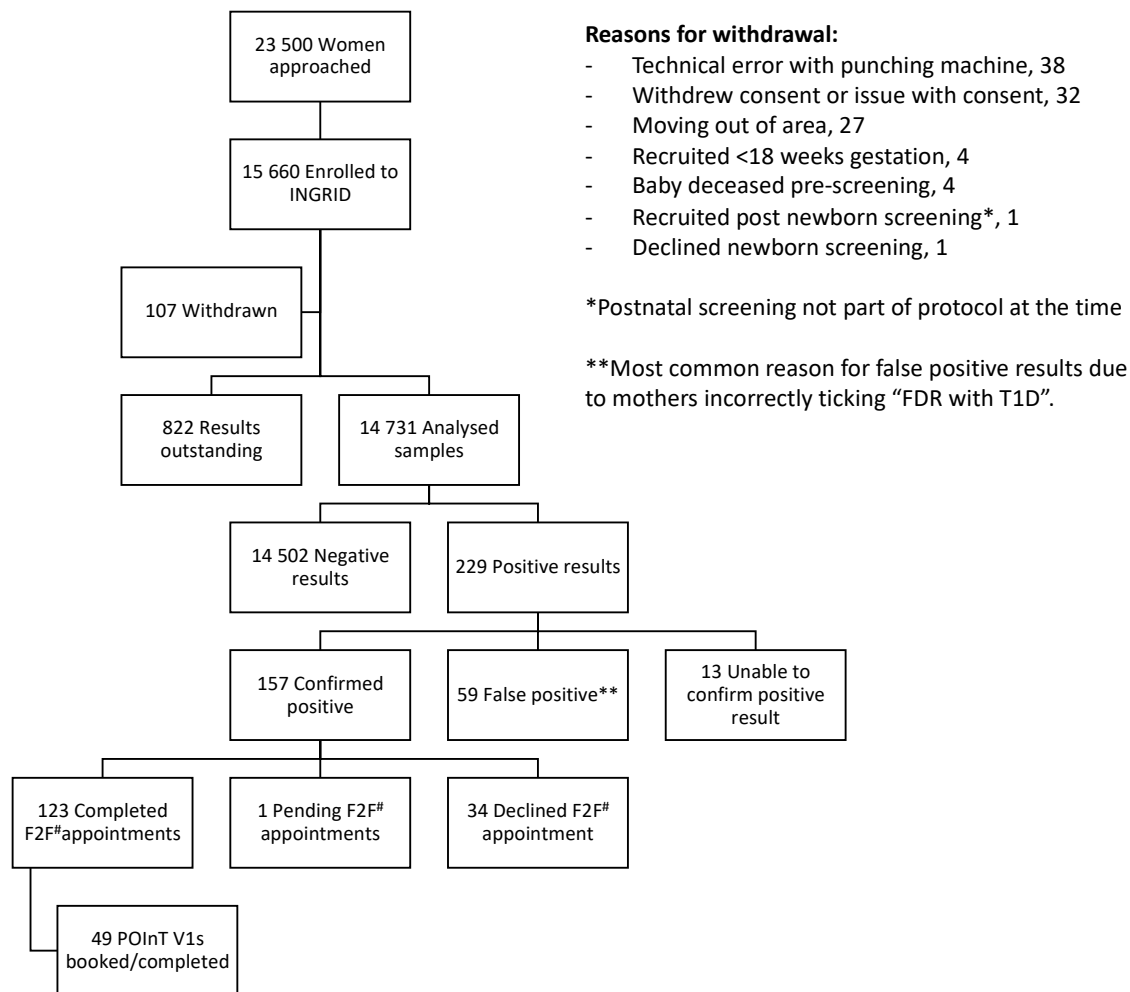 23 500 Women
approached
15 660 Enrolled to
INGRID
107 Withdrawn
822 Results
outstanding
14 731 Analysed
samples
14 502 Negative
results
229 Positive results
157 Confirmed
positive
59 False positive**
13 Unable to
confirm positive
result
123 Completed
F2F# appointments
1 Pending F2F#
appointments
34 Declined F2F#
appointment
49 POInT V1s
booked/completed
Reasons for withdrawal:
- Technical error with punching machine, 38
- Withdrew consent or issue with consent, 32
- Moving out of area, 27
- Recruited <18 weeks gestation, 4
- Baby deceased pre-screening, 4
- Recruited post newborn screening*, 1
- Declined newborn screening, 1
*Postnatal screening not part of protocol at the time
**Most common reason for false positive results due
to mothers incorrectly ticking “FDR with T1D”.